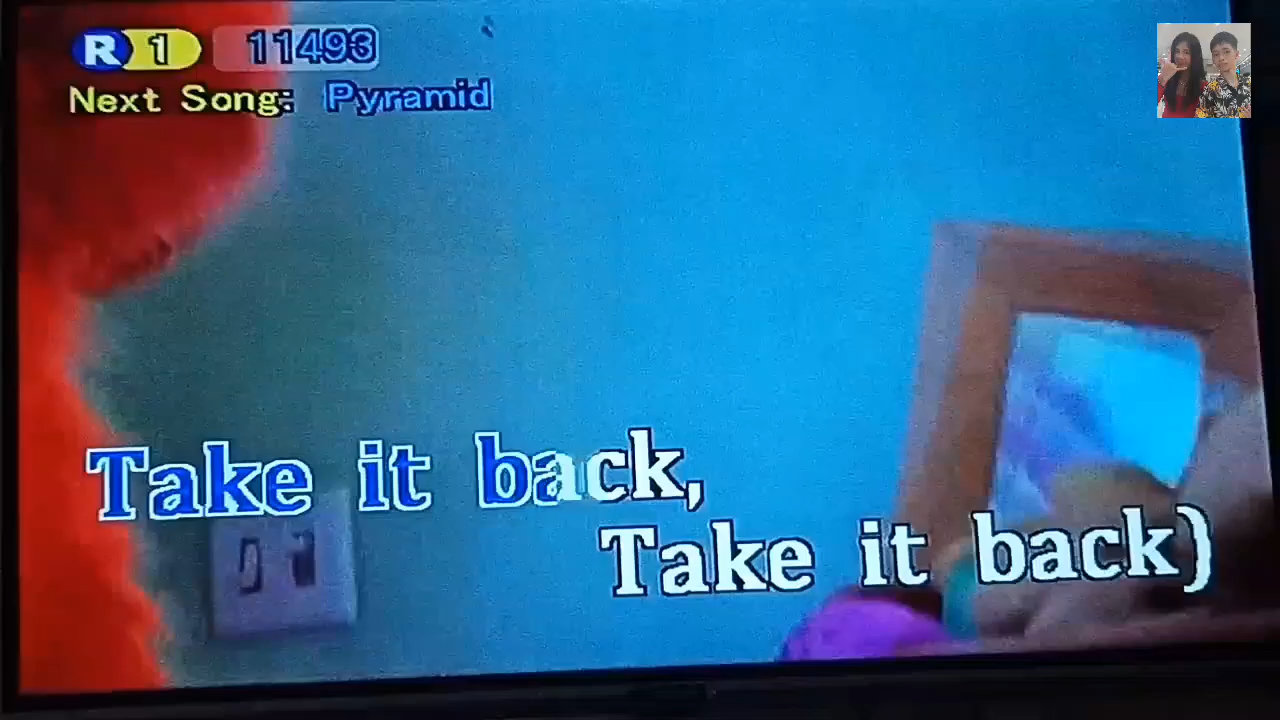 R 1 11493
Next Song: Pyramid
Take it back,
Take it back)